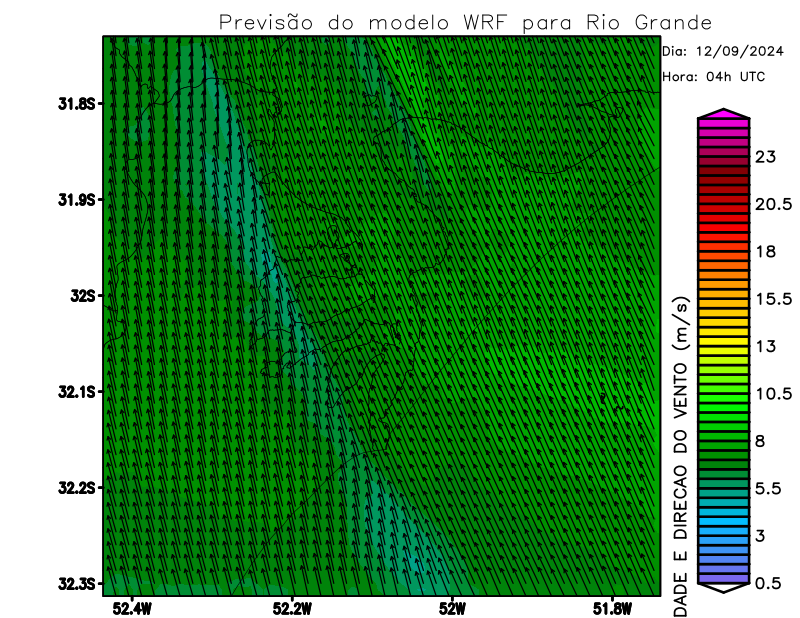 Previsão do modelo WRF para Rio Grande
Dia: 12/09/2024
Hora: 04h UTC
31.8S
31.9S
32S
32.1S
32.2S
32.3S
52.4W
52.2W
52W
51.8W
23
20.5
18
15.5
13
10.5
8
5.5
3
0.5
DADE E DIRECAO DO VENTO (m/s)